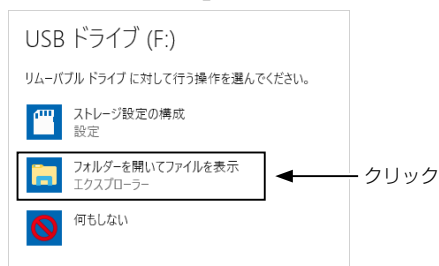 USB ドライブ (F:)
リムーバブル ドライブ に対して行う操作を選んでください。
ストレージ設定の構成
設定
フォルダーを開いてファイルを表示
エクスプローラー
クリック
何もしない